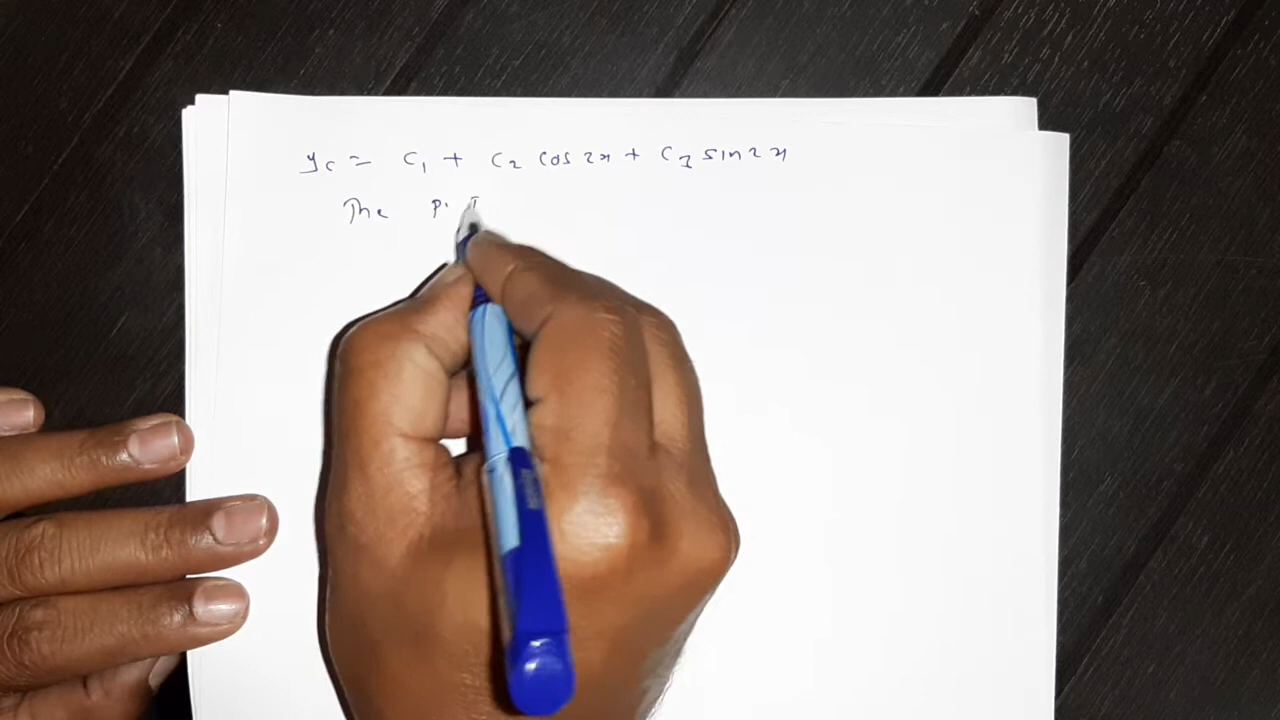 yc = C1 + C2 cos 2x + C3 sin 2x
The P. I